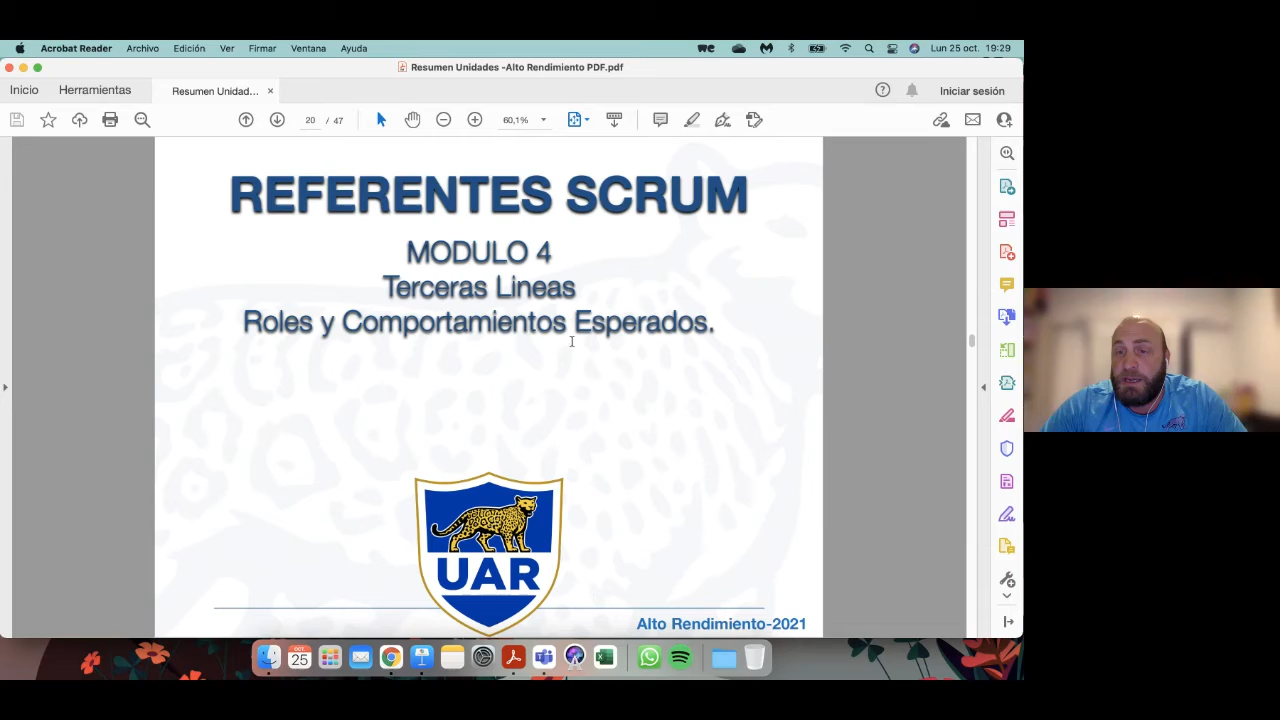 Acrobat Reader Archivo Edición Ver Firmar Ventana Ayuda Lun 25 oct. 19:29
Resumen Unidades -Alto Rendimiento PDF.pdf
Inicio Herramientas Resumen Unidad... × Iniciar sesión
20 / 47 60,1%
REFERENTES SCRUM
MODULO 4
Terceras Lineas
Roles y Comportamientos Esperados.
UAR
Alto Rendimiento-2021
OCT.
25